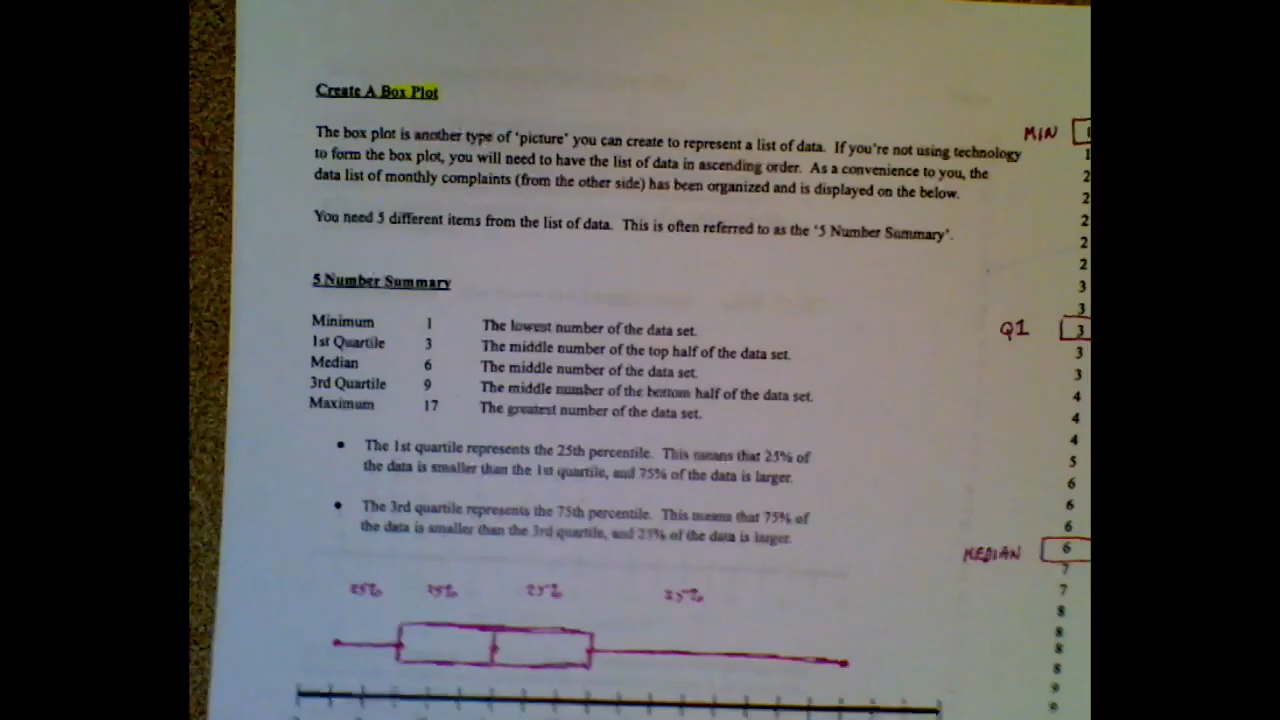 Create A Box Plot
The box plot is another type of 'picture' you can create to represent a list of data. If you're not using technology
to form the box plot, you will need to have the list of data in ascending order. As a convenience to you, the
data list of monthly complaints (from the other side) has been organized and is displayed on the below.
You need 5 different items from the list of data. This is often referred to as the '5 Number Summary'.
5 Number Summary
Minimum 1 The lowest number of the data set.
1st Quartile 3 The middle number of the top half of the data set.
Median 6 The middle number of the data set.
3rd Quartile 9 The middle number of the bottom half of the data set.
Maximum 17 The greatest number of the data set.
• The 1st quartile represents the 25th percentile. This means that 25% of
the data is smaller than the 1st quartile, and 75% of the data is larger.
• The 3rd quartile represents the 75th percentile. This means that 75% of
the data is smaller than the 3rd quartile, and 25% of the data is larger.
25% 25% 25% 25%
MIN 1
1
2
2
2
2
2
3
3
Q1 3
3
3
4
4
4
5
6
6
6
MEDIAN 6
7
7
8
8
8
8
9
9